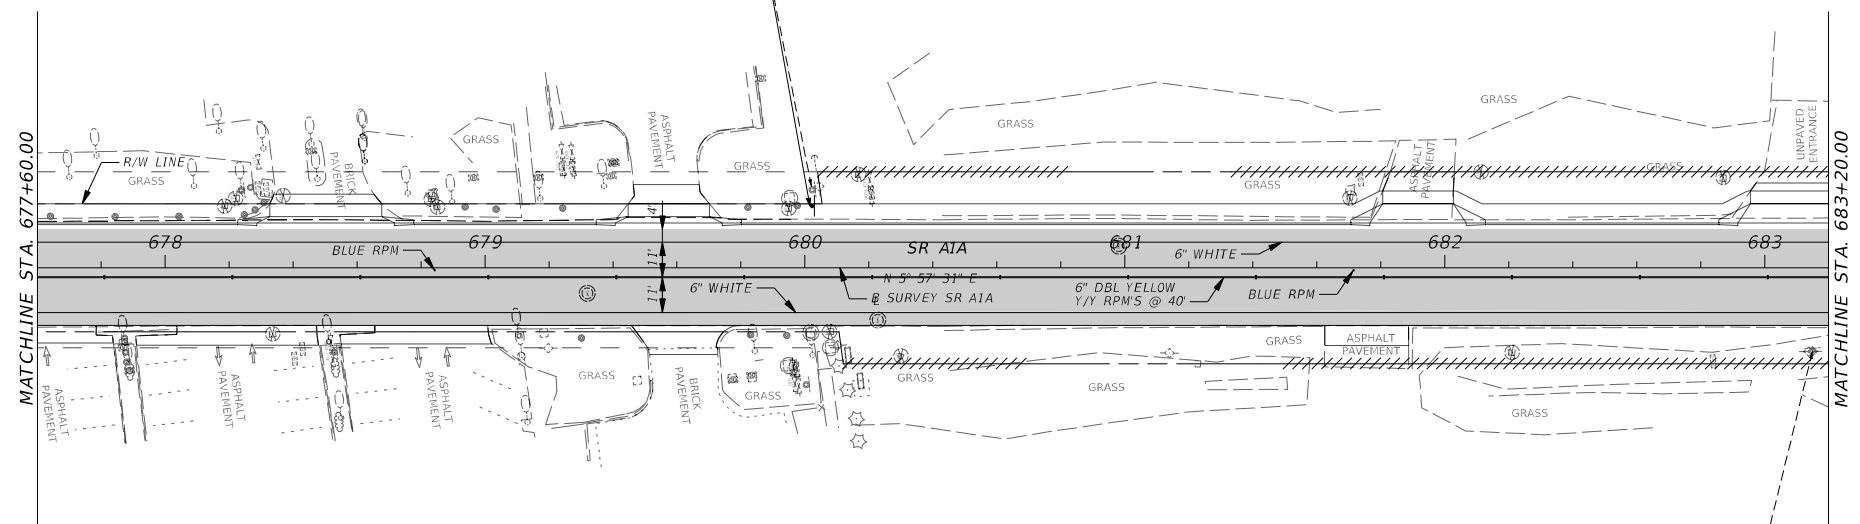 MATCHLINE STA. 677+60.00
R/W LINE
GRASS
BRICK
PAVEMENT
GRASS
ASPHALT
PAVEMENT
GRASS
GRASS
GRASS
ASPHALT
PAVEMENT
GRASS
GRASS
UNPAVED
ENTRANCE
MATCHLINE STA. 683+20.00
678
BLUE RPM
679
4'
11'
11'
680
SR A1A
681
6" WHITE
682
683
N 5° 57' 31" E
6" WHITE
B SURVEY SR A1A
6" DBL YELLOW
Y/Y RPM'S @ 40'
BLUE RPM
ASPHALT
PAVEMENT
ASPHALT
PAVEMENT
ASPHALT
PAVEMENT
GRASS
BRICK
PAVEMENT
GRASS
GRASS
GRASS
GRASS
ASPHALT
PAVEMENT
GRASS